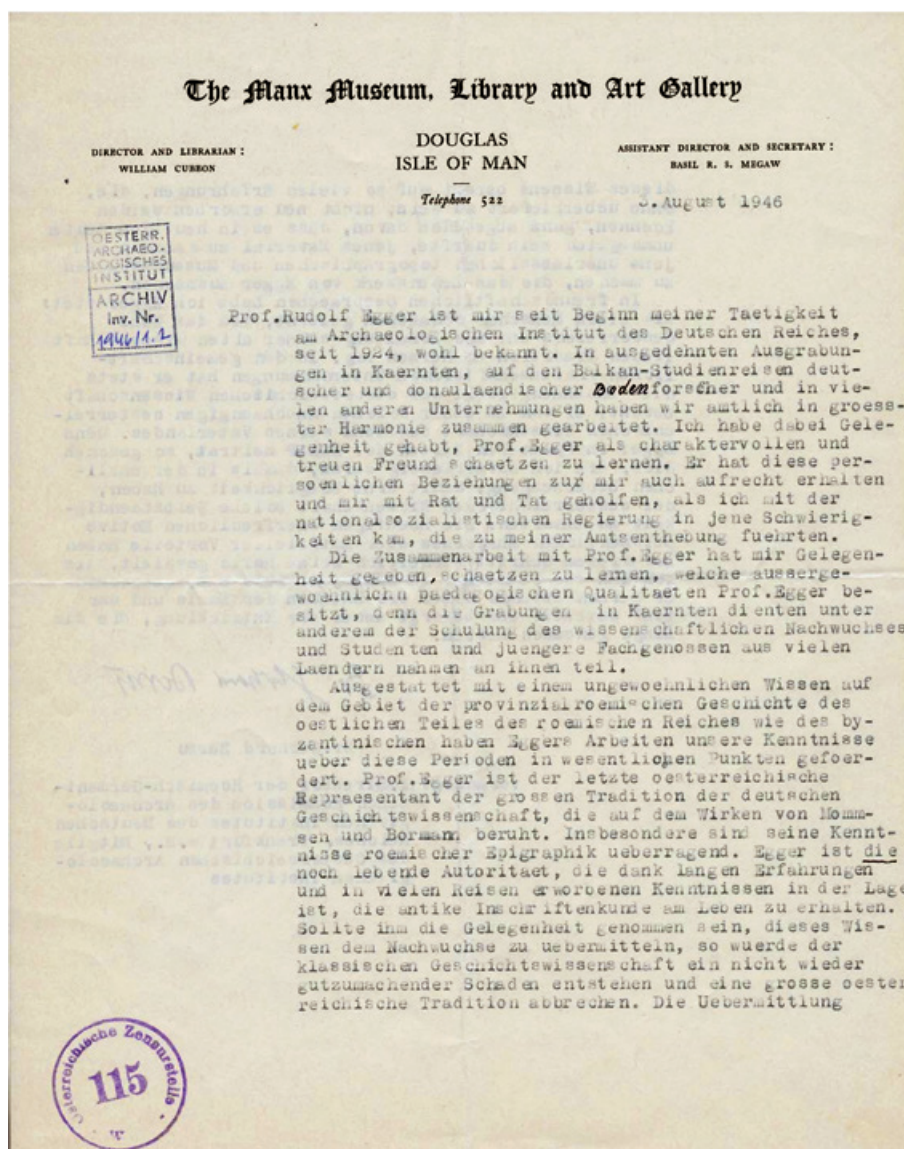 The Manx Museum, Library and Art Gallery
DIRECTOR AND LIBRARIAN:
WILLIAM CUBBON
DOUGLAS
ISLE OF MAN
Telephone 522
ASSISTANT DIRECTOR AND SECRETARY:
BASIL R. S. MEGAW
3.August 1946
OESTERR.
ARCHAEO-
LOGISCHES
INSTITUT
ARCHIV
Inv. Nr.
1946/1.2
Prof.Rudolf Egger ist mir seit Beginn meiner Taetigkeit
am Archaeologischen Institut des Deutschen Reiches,
seit 1924, wohl bekannt. In ausgedehnten Ausgrabun-
gen in Kaernten, auf den Balkan-Studienreisen deut-
scher und donaulaendischer Bodenforscher und in vie-
len anderen Unternehmungen haben wir amtlich in groess-
ter Harmonie zusammen gearbeitet. Ich habe dabei Gele-
genheit gehabt, Prof.Egger als charaktervollen und
treuen Freund schaetzen zu lernen. Er hat diese per-
soenlichen Beziehungen zur mir auch aufrecht erhalten
und mir mit Rat und Tat geholfen, als ich mit der
nationalsozialistischen Regierung in jene Schwierig-
keiten kam, die zu meiner Amtsenthebung fuehrten.
Die Zusammenarbeit mit Prof.Egger hat mir Gelegen-
heit gegeben, schaetzen zu lernen, welche ausserge-
woehnlichn paedagogischen Qualitaeten Prof.Egger be-
sitzt, denn die Grabungen in Kaernten dienten unter
anderem der Schulung des wissenschaftlichen Nachwuchses
und Studenten und juengere Fachgenossen aus vielen
Laendern nahmen an ihnen teil.
Ausgestattet mit einem ungewoehnlichen Wissen auf
dem Gebiet der provinzialroemischen Geschichte des
oestlichen Teiles des roemischen Reiches wie des by-
zantinischen haben Eggers Arbeiten unsere Kenntnisse
ueber diese Perioden in wesentlichen Punkten gefoer-
dert. Prof.Egger ist der letzte oesterreichische
Repraesentant der grossen Tradition der deutschen
Geschichtswissenschaft, die auf dem Wirken von Momm-
sen und Bormann beruht. Insbesondere sind seine Kennt-
nisse roemischer Epigraphik ueberragend. Egger ist die
noch lebende Autoritaet, die dank langen Erfahrungen
und in vielen Reisen erworbenen Kenntnissen in der Lage
ist, die antike Inschriftenkunde am Leben zu erhalten.
Sollte ihm die Gelegenheit genommen sein, dieses Wis-
sen dem Nachwuchse zu uebermitteln, so wuerde der
klassischen Geschichtswissenschaft ein nicht wieder
gutzumachender Schaden entstehen und eine grosse oester
reichische Tradition abbrechen. Die Uebermittlung
Österreichische Zensurstelle
115